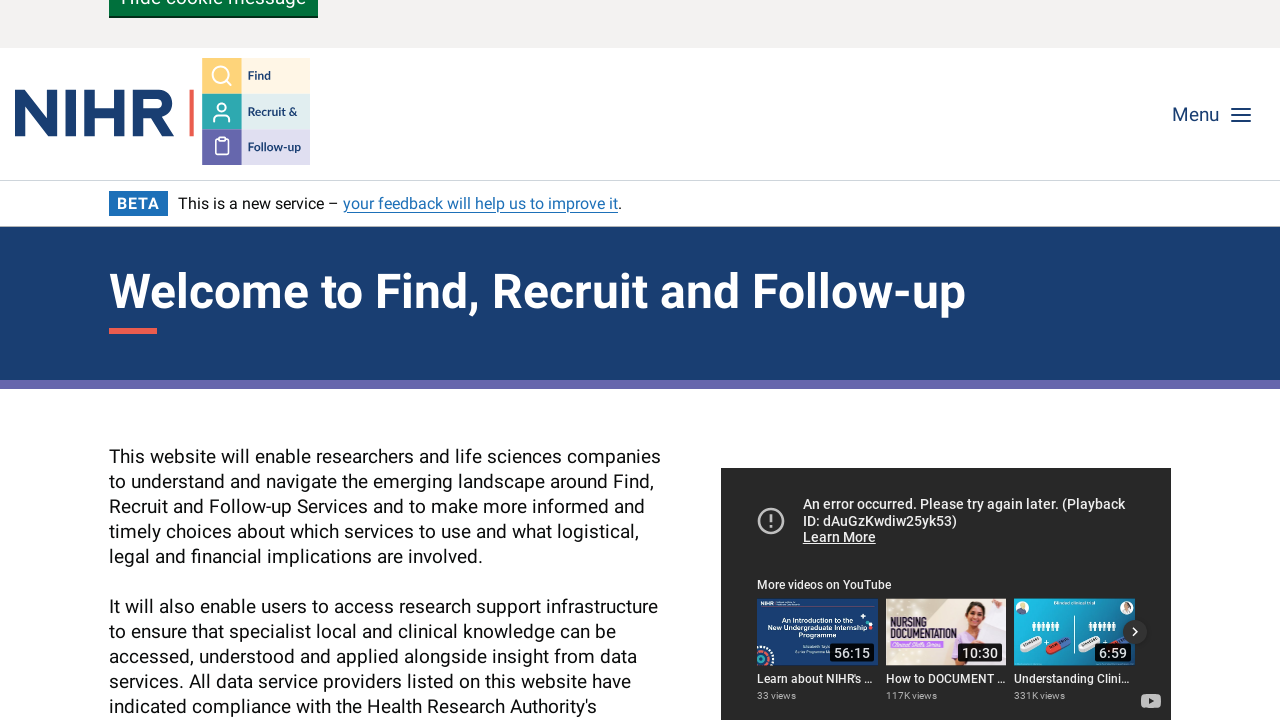 Hide cookie message
NIHR
Find
Recruit &
Follow-up
Menu
BETA This is a new service – your feedback will help us to improve it.
Welcome to Find, Recruit and Follow-up
This website will enable researchers and life sciences companies
to understand and navigate the emerging landscape around Find,
Recruit and Follow-up Services and to make more informed and
timely choices about which services to use and what logistical,
legal and financial implications are involved.
It will also enable users to access research support infrastructure
to ensure that specialist local and clinical knowledge can be
accessed, understood and applied alongside insight from data
services. All data service providers listed on this website have
indicated compliance with the Health Research Authority's
An error occurred. Please try again later. (Playback
ID: dAuGzKwdiw25yk53)
Learn More
More videos on YouTube
NIHR
An Introduction to the
New Undergraduate Internship
Programme
56:15
Learn about NIHR's ...
33 views
NURSING
DOCUMENTATION
10:30
How to DOCUMENT ...
117K views
Blinded clinical trial
6:59
Understanding Clini...
331K views